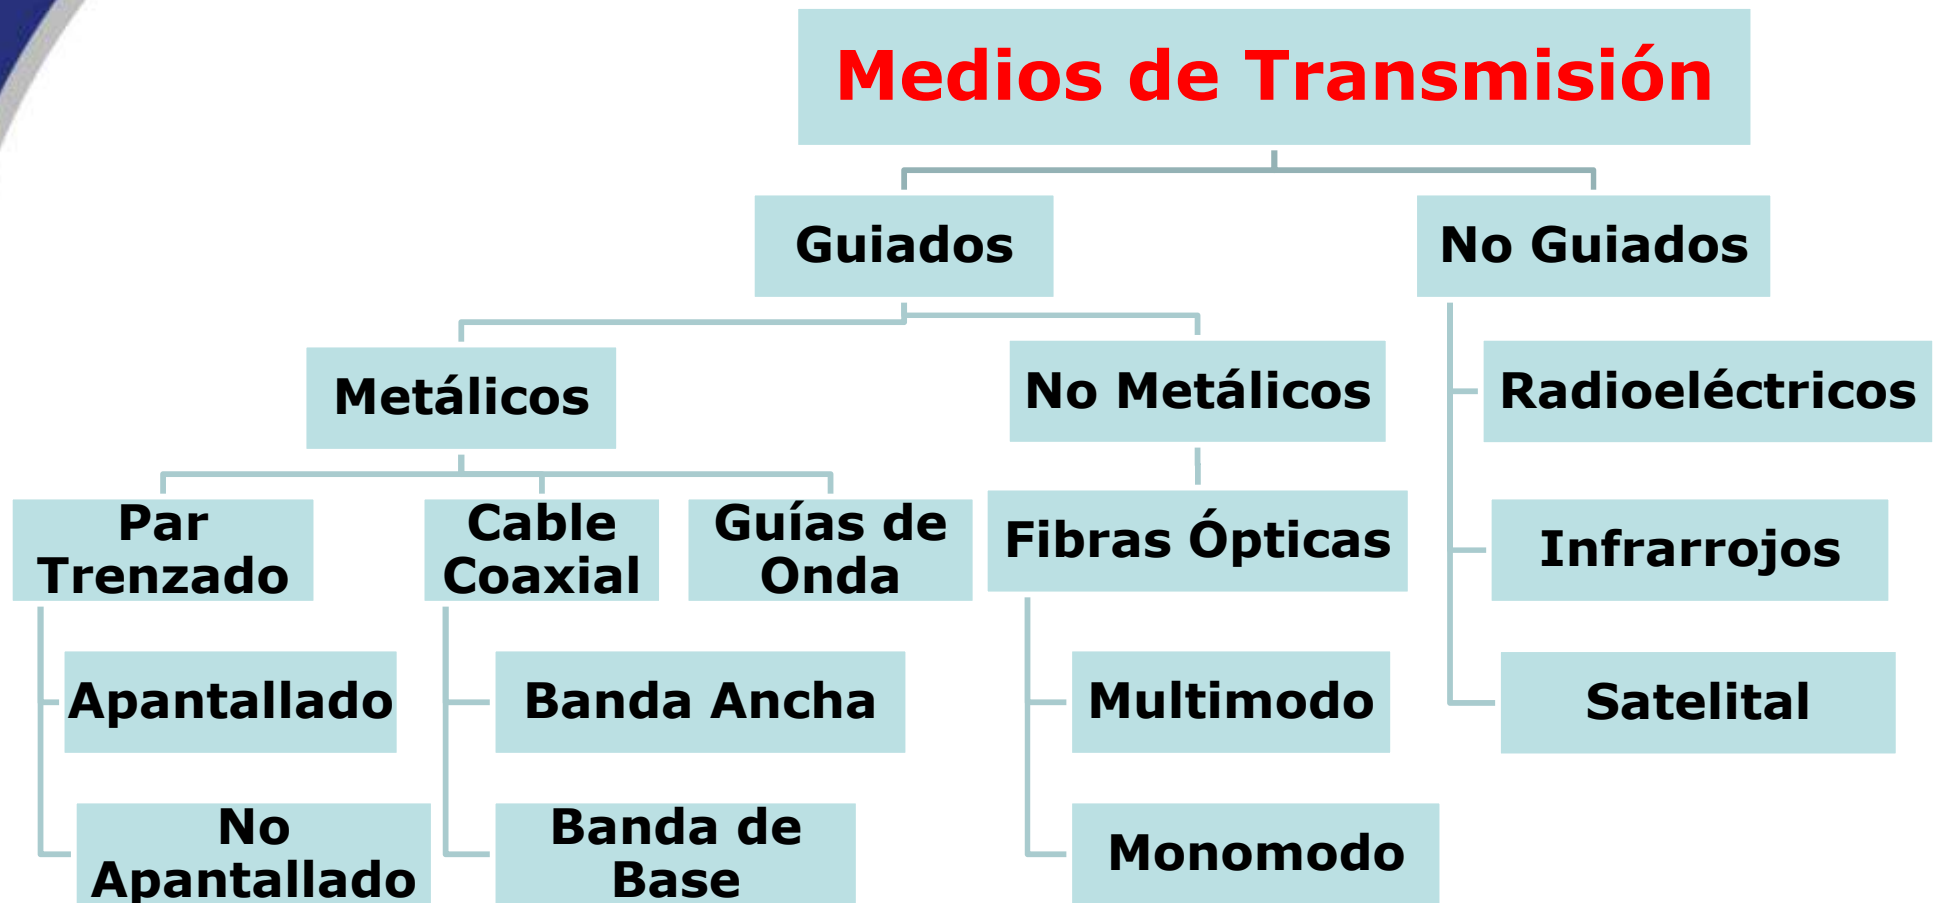 Medios de Transmisión
Guiados
No Guiados
Metálicos
No Metálicos
Radioeléctricos
Par
Trenzado
Cable
Coaxial
Guías de
Onda
Fibras Ópticas
Infrarrojos
Apantallado
Banda Ancha
Multimodo
Satelital
No
Apantallado
Banda de
Base
Monomodo